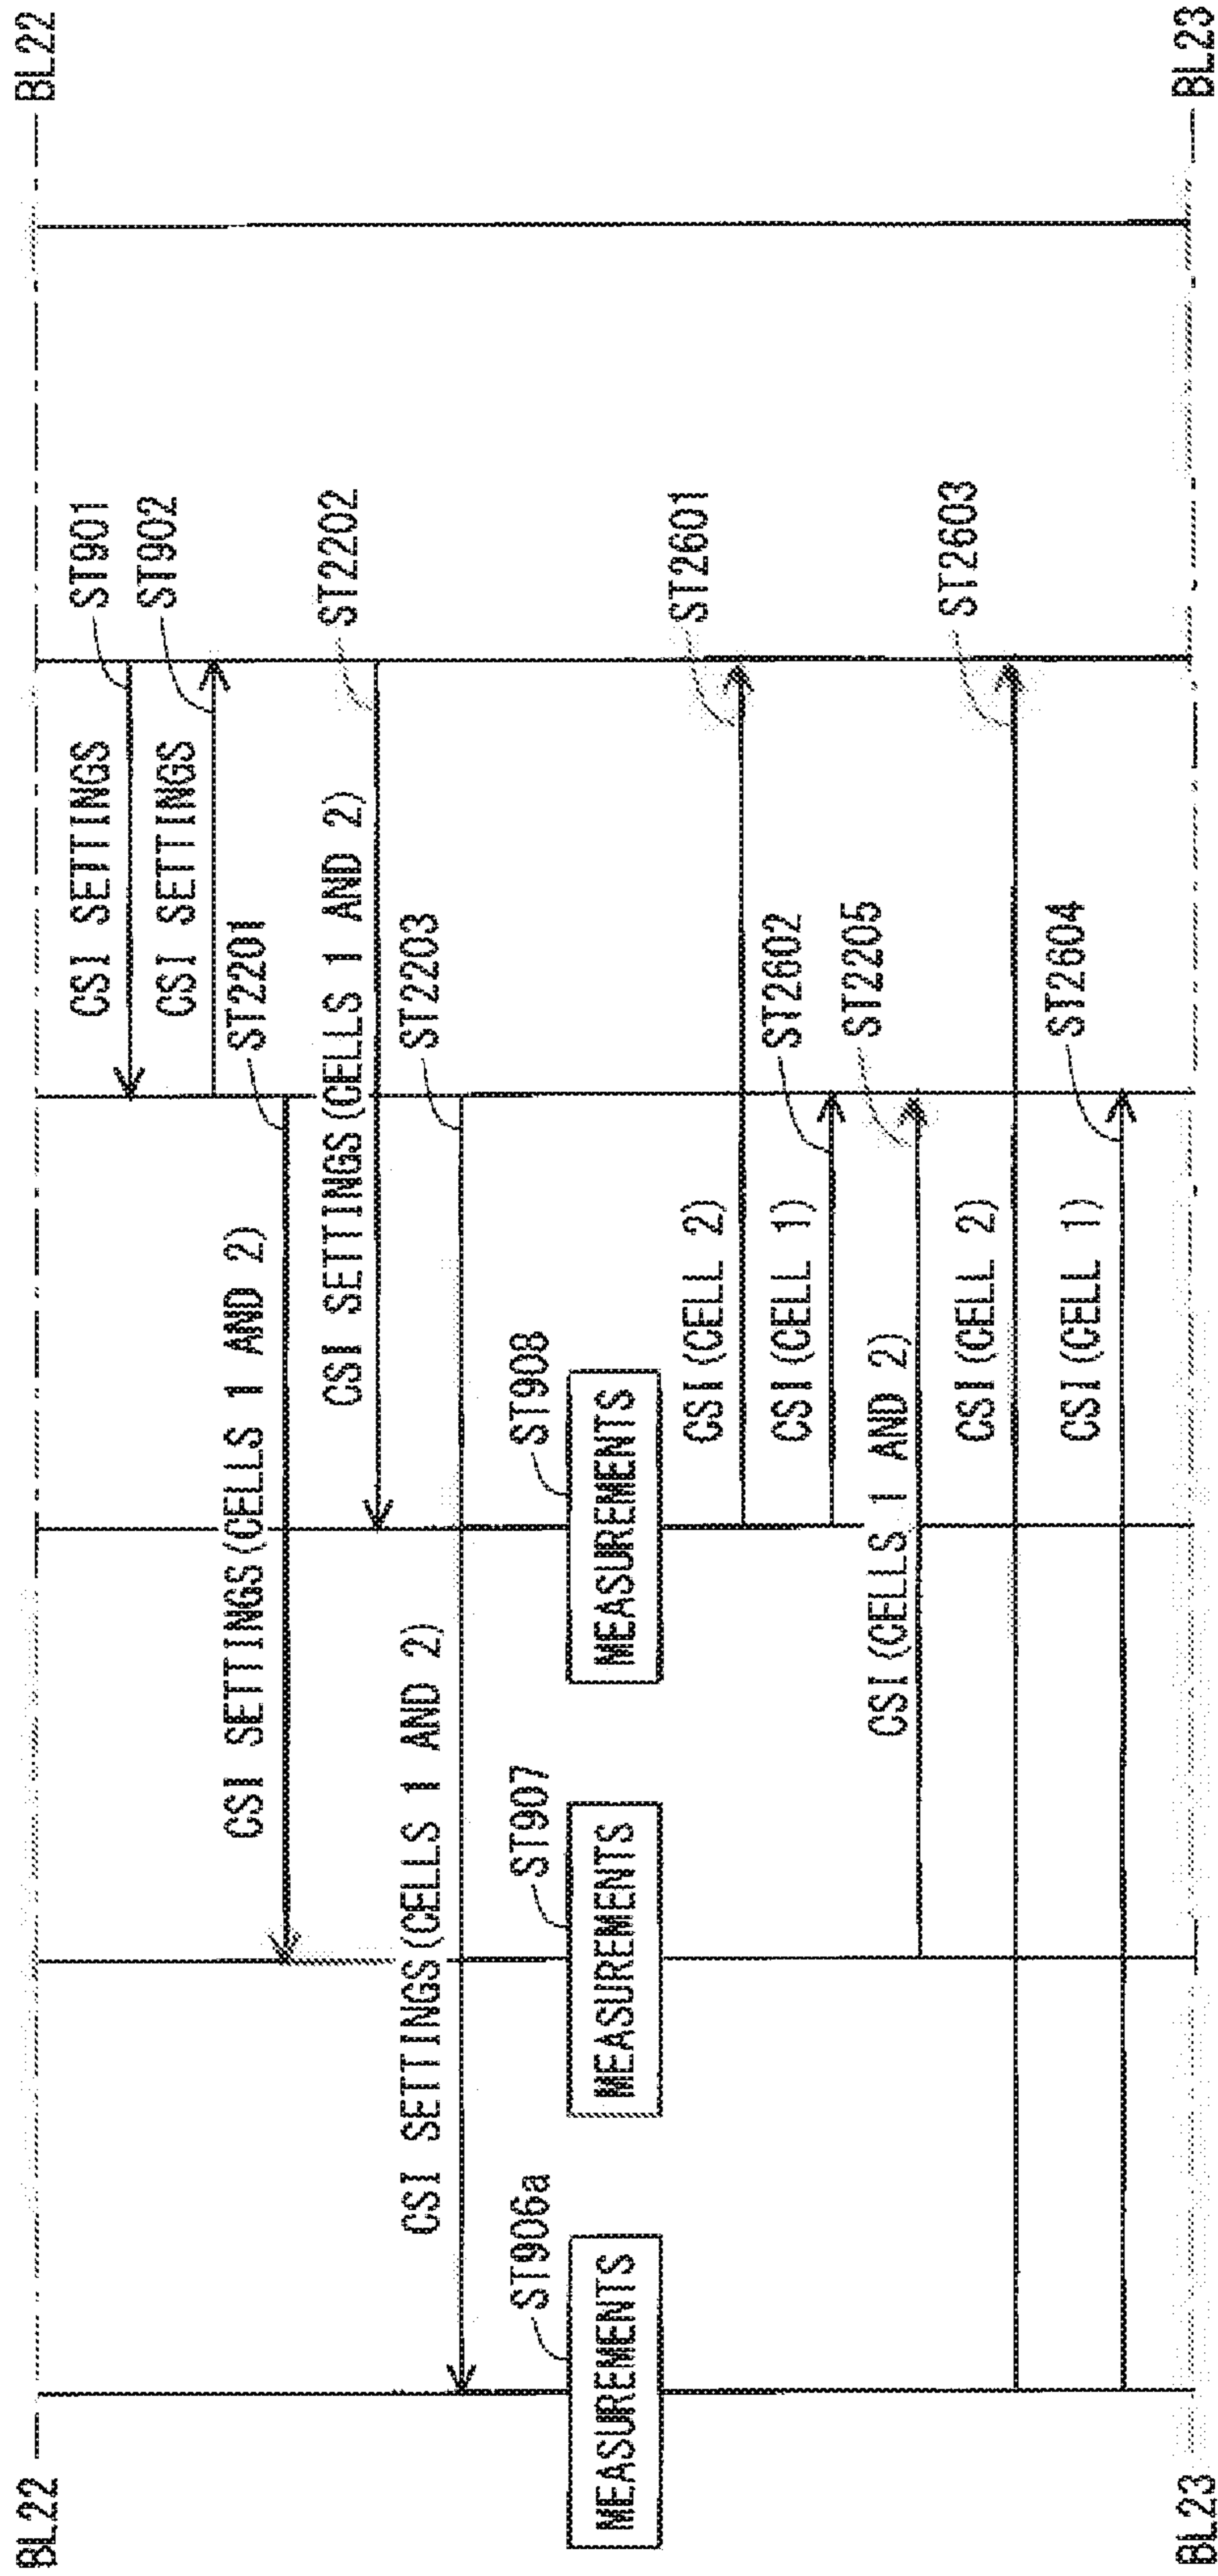 BL22
BL22
CSI SETTINGS
ST901
CSI SETTINGS
ST902
CSI SETTINGS(CELLS 1 AND 2)
ST2201
CSI SETTINGS(CELLS 1 AND 2)
ST2202
CSI SETTINGS(CELLS 1 AND 2)
ST2203
ST906a
MEASUREMENTS
ST907
MEASUREMENTS
ST908
MEASUREMENTS
CSI(CELL 2)
ST2601
CSI(CELL 1)
ST2602
CSI(CELLS 1 AND 2)
ST2205
CSI(CELL 2)
ST2603
CSI(CELL 1)
ST2604
BL23
BL23